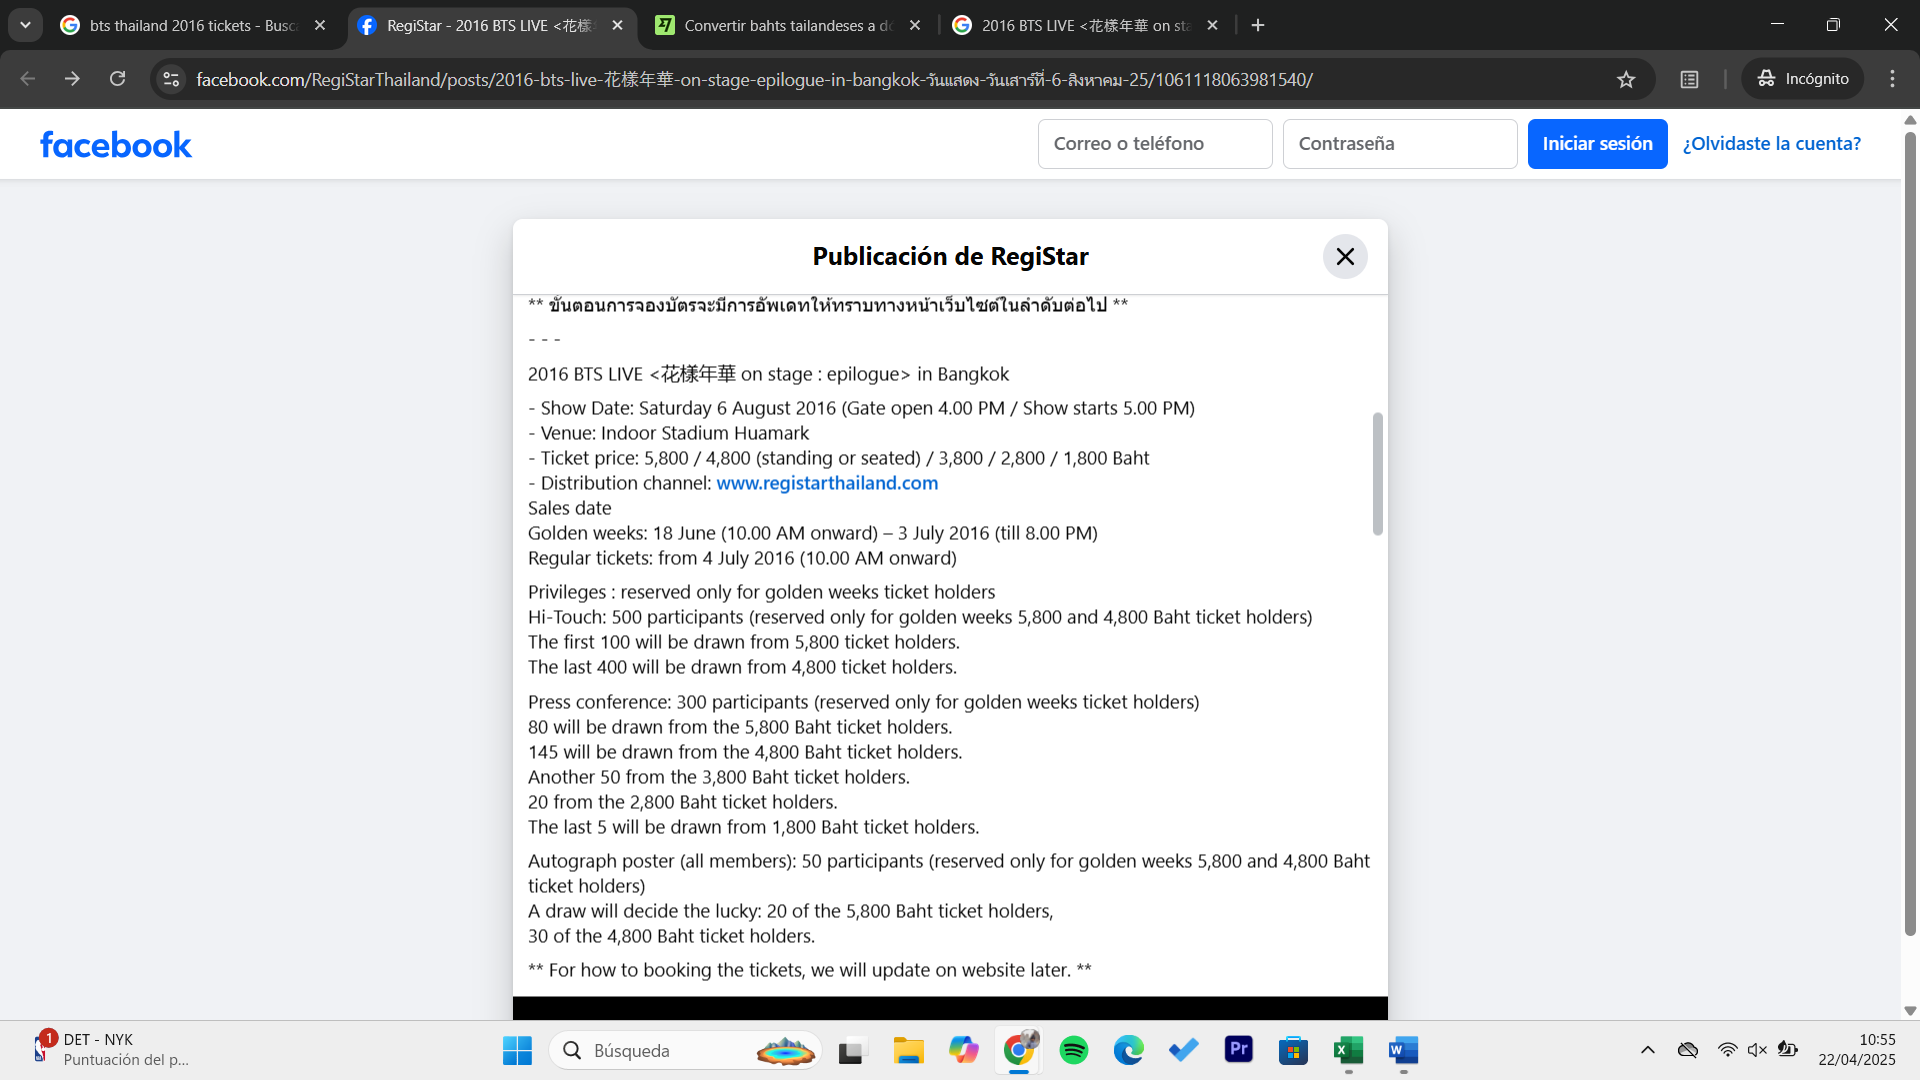 bts thailand 2016 tickets - Busc
RegiStar - 2016 BTS LIVE <花樣
Convertir bahts tailandeses a dó
2016 BTS LIVE <花樣年華 on sta
facebook.com/RegiStarThailand/posts/2016-bts-live-花樣年華-on-stage-epilogue-in-bangkok-วันแสดง-วันเสาร์ที่-6-สิงหาคม-25/1061118063981540/
Incógnito
facebook
Correo o teléfono
Contraseña
Iniciar sesión
¿Olvidaste la cuenta?
Publicación de RegiStar
** ขั้นตอนการจองบัตรจะมีการอัพเดทให้ทราบทางหน้าเว็บไซต์ในลำดับต่อไป **
- - -
2016 BTS LIVE <花樣年華 on stage : epilogue> in Bangkok
- Show Date: Saturday 6 August 2016 (Gate open 4.00 PM / Show starts 5.00 PM)
- Venue: Indoor Stadium Huamark
- Ticket price: 5,800 / 4,800 (standing or seated) / 3,800 / 2,800 / 1,800 Baht
- Distribution channel: www.registarthailand.com
Sales date
Golden weeks: 18 June (10.00 AM onward) – 3 July 2016 (till 8.00 PM)
Regular tickets: from 4 July 2016 (10.00 AM onward)
Privileges : reserved only for golden weeks ticket holders
Hi-Touch: 500 participants (reserved only for golden weeks 5,800 and 4,800 Baht ticket holders)
The first 100 will be drawn from 5,800 ticket holders.
The last 400 will be drawn from 4,800 ticket holders.
Press conference: 300 participants (reserved only for golden weeks ticket holders)
80 will be drawn from the 5,800 Baht ticket holders.
145 will be drawn from the 4,800 Baht ticket holders.
Another 50 from the 3,800 Baht ticket holders.
20 from the 2,800 Baht ticket holders.
The last 5 will be drawn from 1,800 Baht ticket holders.
Autograph poster (all members): 50 participants (reserved only for golden weeks 5,800 and 4,800 Baht
ticket holders)
A draw will decide the lucky: 20 of the 5,800 Baht ticket holders,
30 of the 4,800 Baht ticket holders.
** For how to booking the tickets, we will update on website later. **
1
DET - NYK
Puntuación del p...
Búsqueda
Pr
10:55
22/04/2025